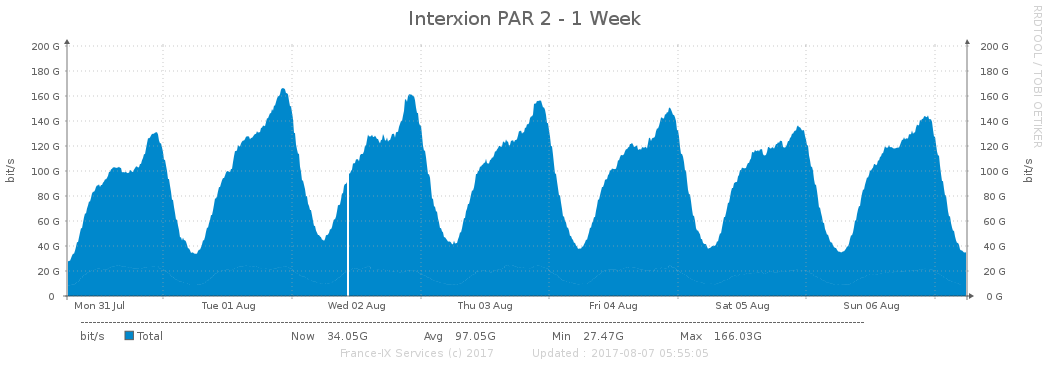 Interxion PAR 2 - 1 Week
RRDTOOL / TOBI OETIKER
bit/s
200 G
180 G
160 G
140 G
120 G
100 G
80 G
60 G
40 G
20 G
0
200 G
180 G
160 G
140 G
120 G
100 G
80 G
60 G
40 G
20 G
0 G
bit/s
Mon 31 Jul Tue 01 Aug Wed 02 Aug Thu 03 Aug Fri 04 Aug Sat 05 Aug Sun 06 Aug
bit/s Total Now 34.05G Avg 97.05G Min 27.47G Max 166.03G
France-IX Services (c) 2017 Updated : 2017-08-07 05:55:05